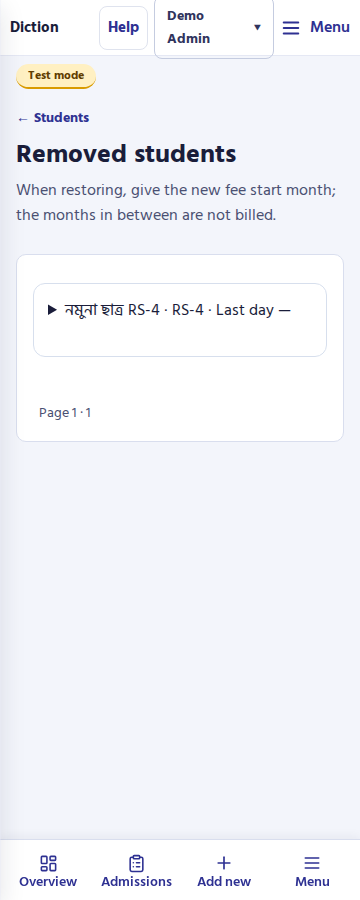 Diction
Help
Demo Admin
Menu
Test mode
← Students
Removed students
When restoring, give the new fee start month;
the months in between are not billed.
নমুনা ছাত্র RS-4 · RS-4 · Last day —
Page 1 · 1
Overview
Admissions
Add new
Menu